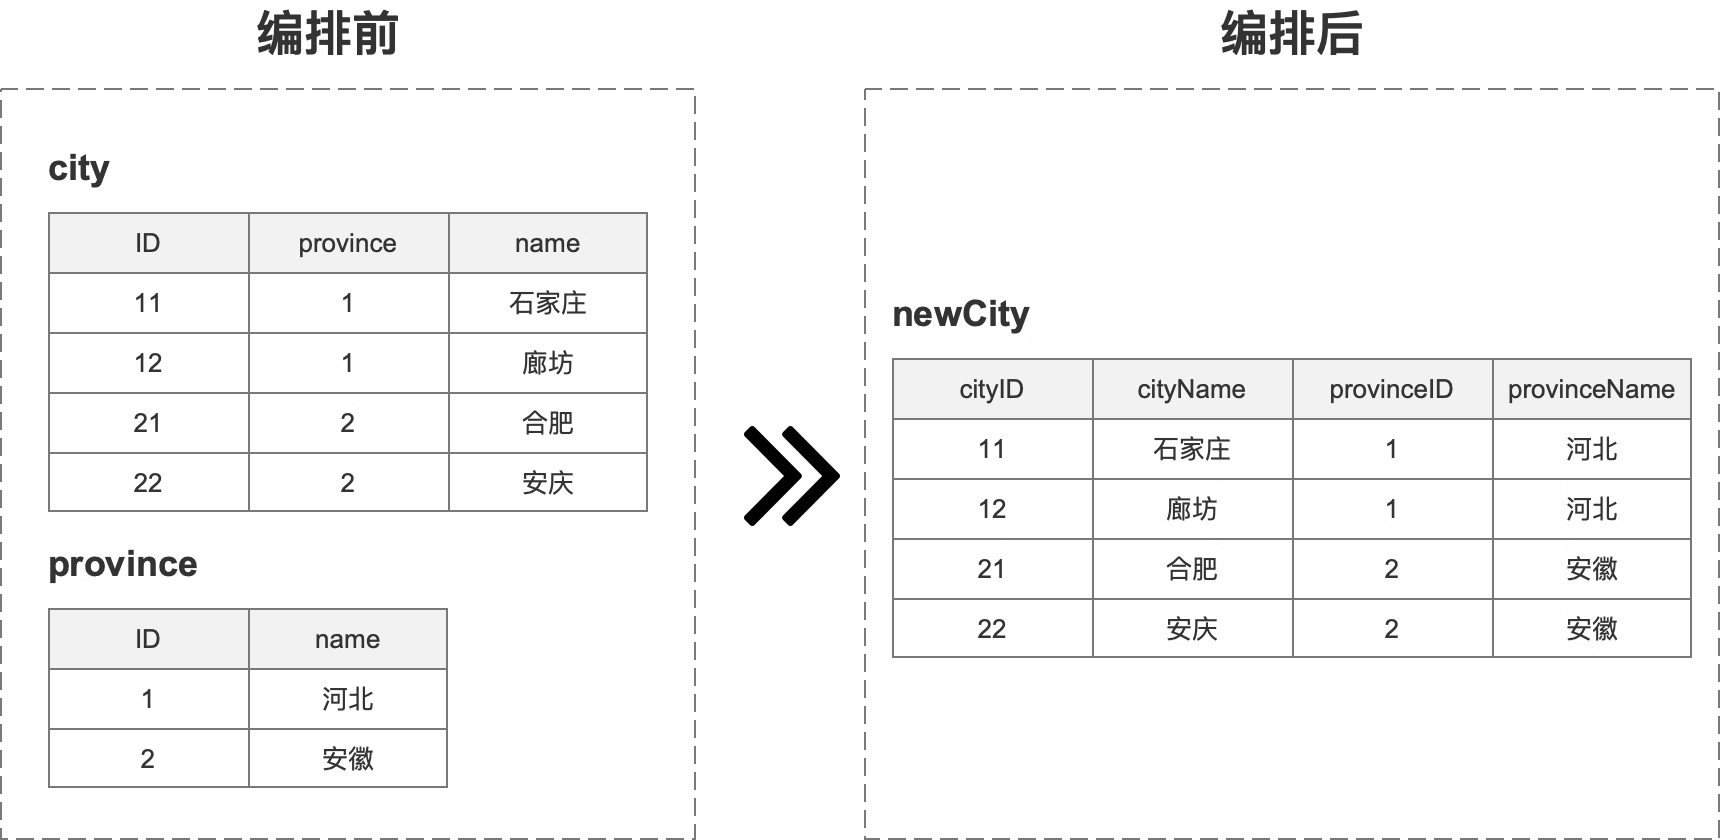 编排前
编排后
city
ID province name
11 1 石家庄
12 1 廊坊
21 2 合肥
22 2 安庆
province
ID name
1 河北
2 安徽
newCity
cityID cityName provinceID provinceName
11 石家庄 1 河北
12 廊坊 1 河北
21 合肥 2 安徽
22 安庆 2 安徽